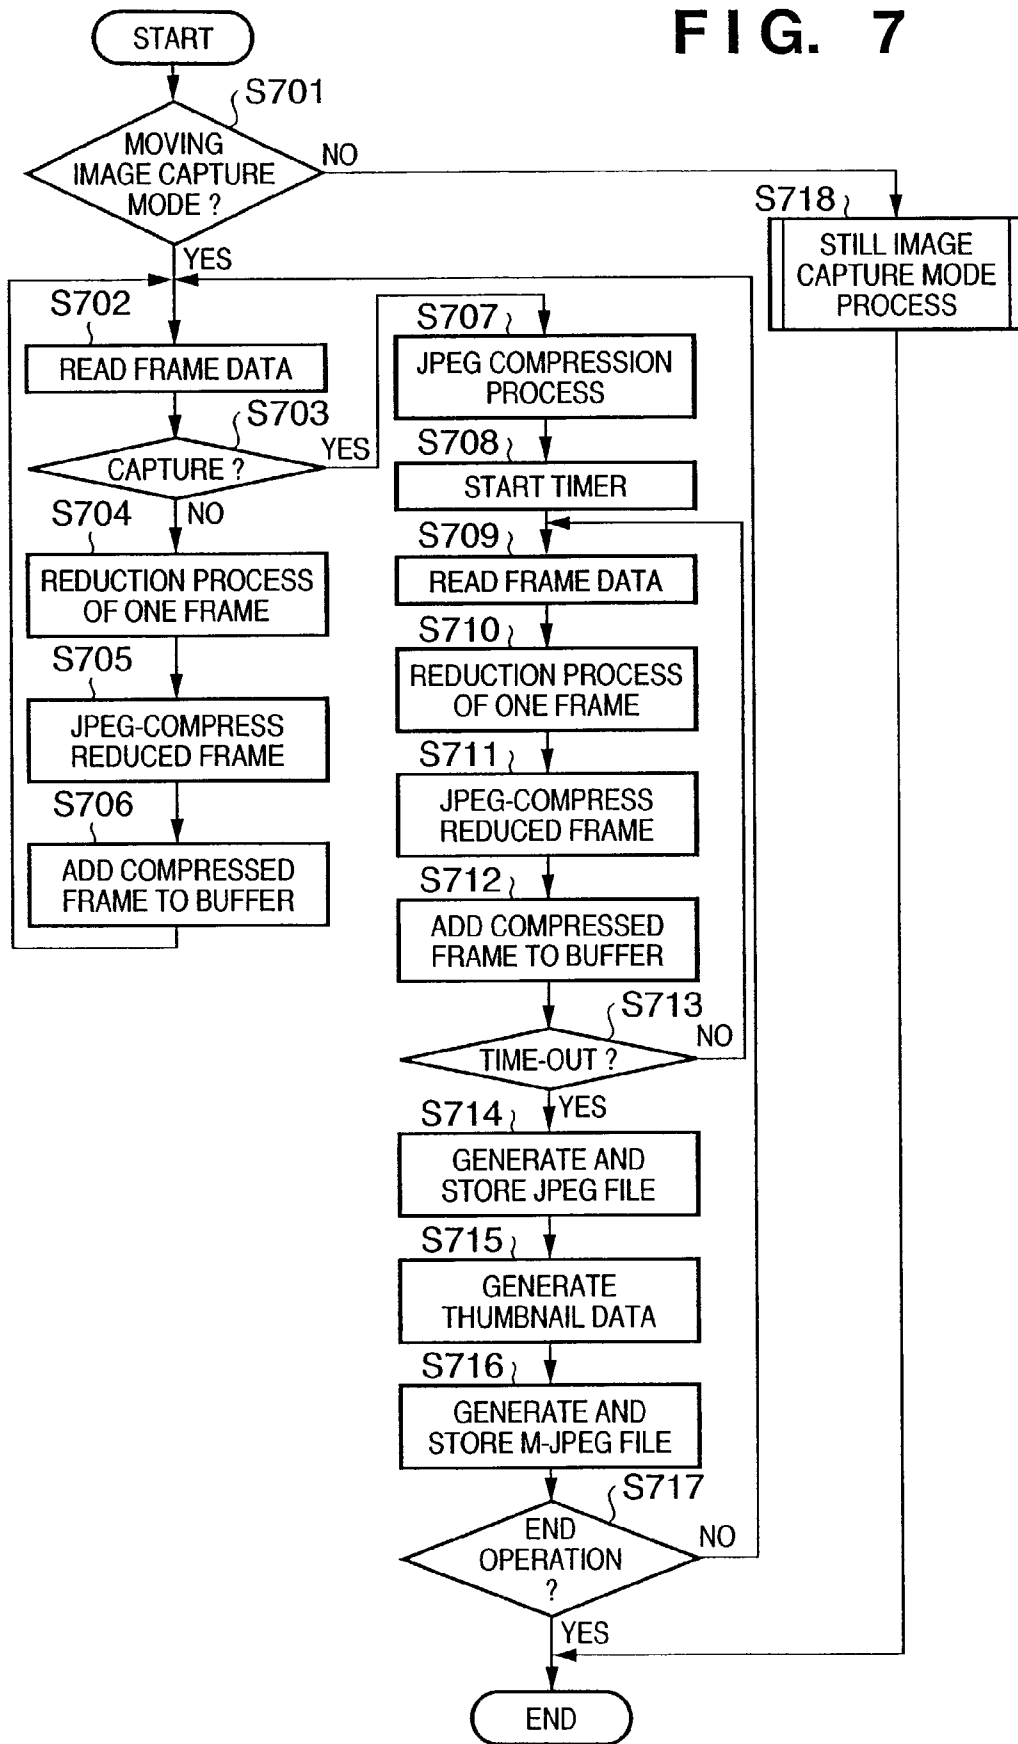 FIG. 7
START
S701
MOVING
IMAGE CAPTURE
MODE ?
NO
YES
S718
STILL IMAGE
CAPTURE MODE
PROCESS
S702
READ FRAME DATA
S703
CAPTURE ?
YES
NO
S704
REDUCTION PROCESS
OF ONE FRAME
S705
JPEG-COMPRESS
REDUCED FRAME
S706
ADD COMPRESSED
FRAME TO BUFFER
S707
JPEG COMPRESSION
PROCESS
S708
START TIMER
S709
READ FRAME DATA
S710
REDUCTION PROCESS
OF ONE FRAME
S711
JPEG-COMPRESS
REDUCED FRAME
S712
ADD COMPRESSED
FRAME TO BUFFER
S713
TIME-OUT ?
NO
YES
S714
GENERATE AND
STORE JPEG FILE
S715
GENERATE
THUMBNAIL DATA
S716
GENERATE AND
STORE M-JPEG FILE
S717
END
OPERATION
?
NO
YES
END